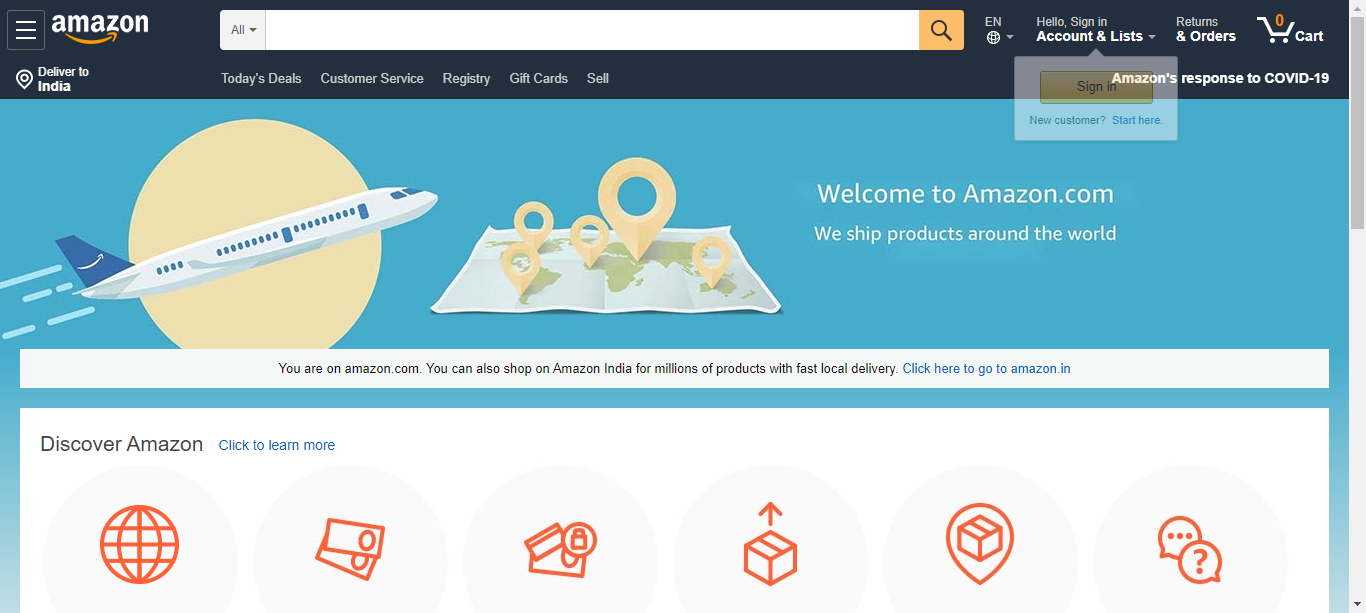 amazon
All
EN
Hello, Sign in
Account & Lists
Returns
& Orders
0
Cart
Deliver to
India
Today's Deals
Customer Service
Registry
Gift Cards
Sell
Amazon's response to COVID-19
Sign in
New customer? Start here.
Welcome to Amazon.com
We ship products around the world
You are on amazon.com. You can also shop on Amazon India for millions of products with fast local delivery. Click here to go to amazon.in
Discover Amazon Click to learn more